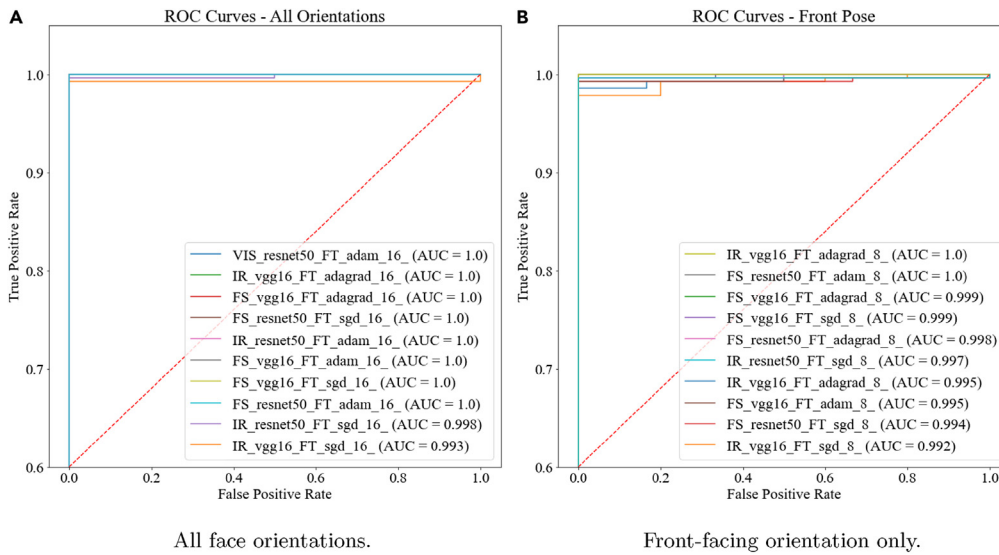 A
ROC Curves - All Orientations
True Positive Rate
1.0
0.9
0.8
0.7
0.6
VIS_resnet50_FT_adam_16_ (AUC = 1.0)
IR_vgg16_FT_adagrad_16_ (AUC = 1.0)
FS_vgg16_FT_adagrad_16_ (AUC = 1.0)
FS_resnet50_FT_sgd_16_ (AUC = 1.0)
IR_resnet50_FT_adam_16_ (AUC = 1.0)
FS_vgg16_FT_adam_16_ (AUC = 1.0)
FS_vgg16_FT_sgd_16_ (AUC = 1.0)
FS_resnet50_FT_adam_16_ (AUC = 1.0)
IR_resnet50_FT_sgd_16_ (AUC = 0.998)
IR_vgg16_FT_sgd_16_ (AUC = 0.993)
0.0 0.2 0.4 0.6 0.8 1.0
False Positive Rate
All face orientations.
B
ROC Curves - Front Pose
True Positive Rate
1.0
0.9
0.8
0.7
0.6
IR_vgg16_FT_adagrad_8_ (AUC = 1.0)
FS_resnet50_FT_adam_8_ (AUC = 1.0)
FS_vgg16_FT_adagrad_8_ (AUC = 0.999)
FS_vgg16_FT_sgd_8_ (AUC = 0.999)
FS_resnet50_FT_adagrad_8_ (AUC = 0.998)
IR_resnet50_FT_sgd_8_ (AUC = 0.997)
IR_vgg16_FT_adagrad_8_ (AUC = 0.995)
FS_vgg16_FT_adam_8_ (AUC = 0.995)
FS_resnet50_FT_sgd_8_ (AUC = 0.994)
IR_vgg16_FT_sgd_8_ (AUC = 0.992)
0.0 0.2 0.4 0.6 0.8 1.0
False Positive Rate
Front-facing orientation only.